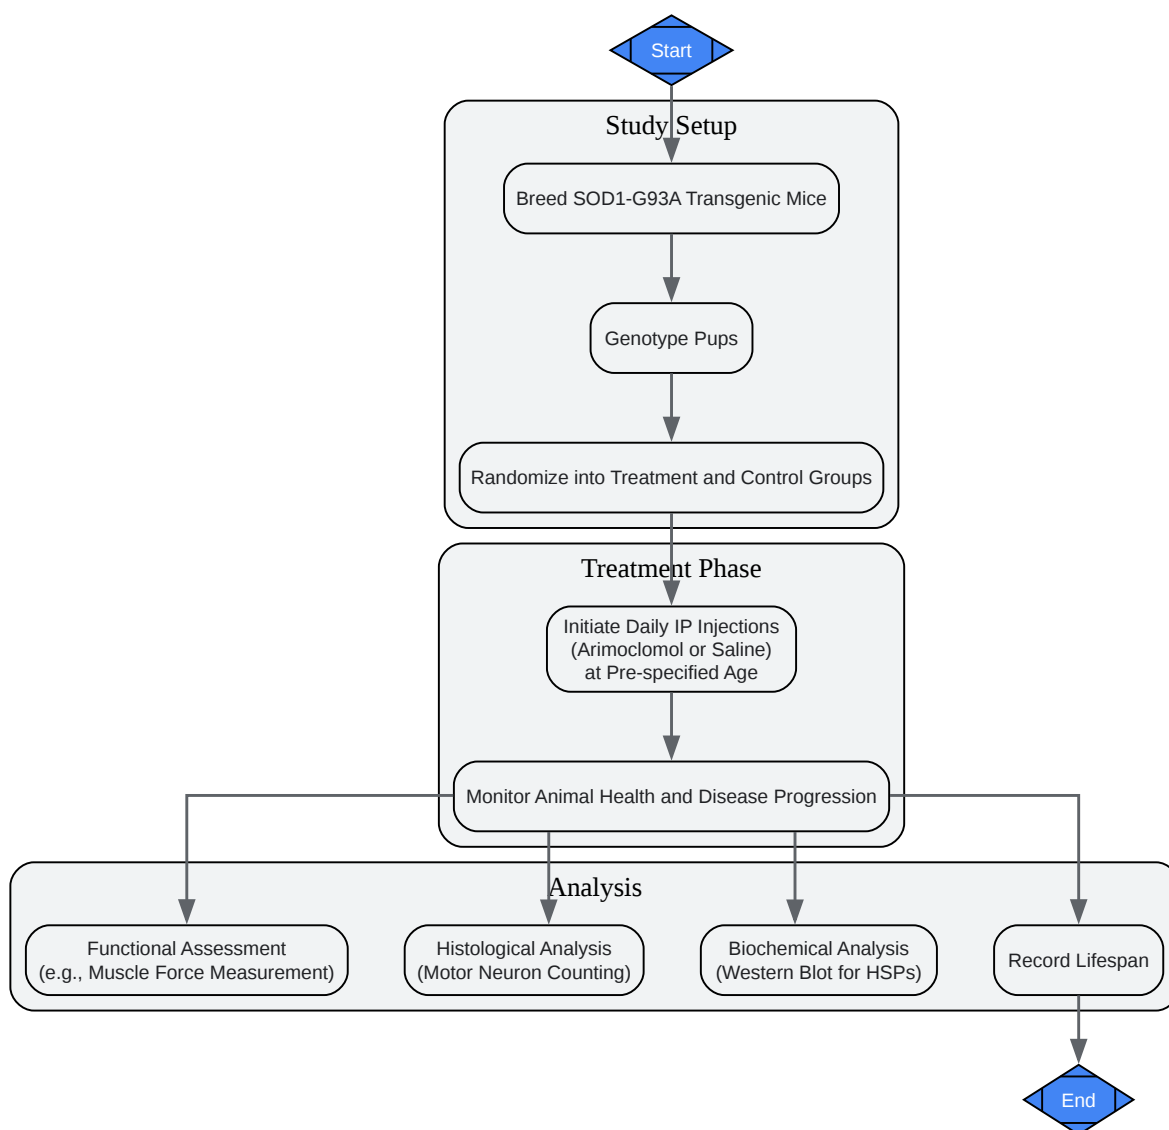 Start
Study Setup
Breed SOD1-G93A Transgenic Mice
Genotype Pups
Randomize into Treatment and Control Groups
Treatment Phase
Initiate Daily IP Injections
(Arimoclomol or Saline)
at Pre-specified Age
Monitor Animal Health and Disease Progression
Analysis
Functional Assessment
(e.g., Muscle Force Measurement)
Histological Analysis
(Motor Neuron Counting)
Biochemical Analysis
(Western Blot for HSPs)
Record Lifespan
End